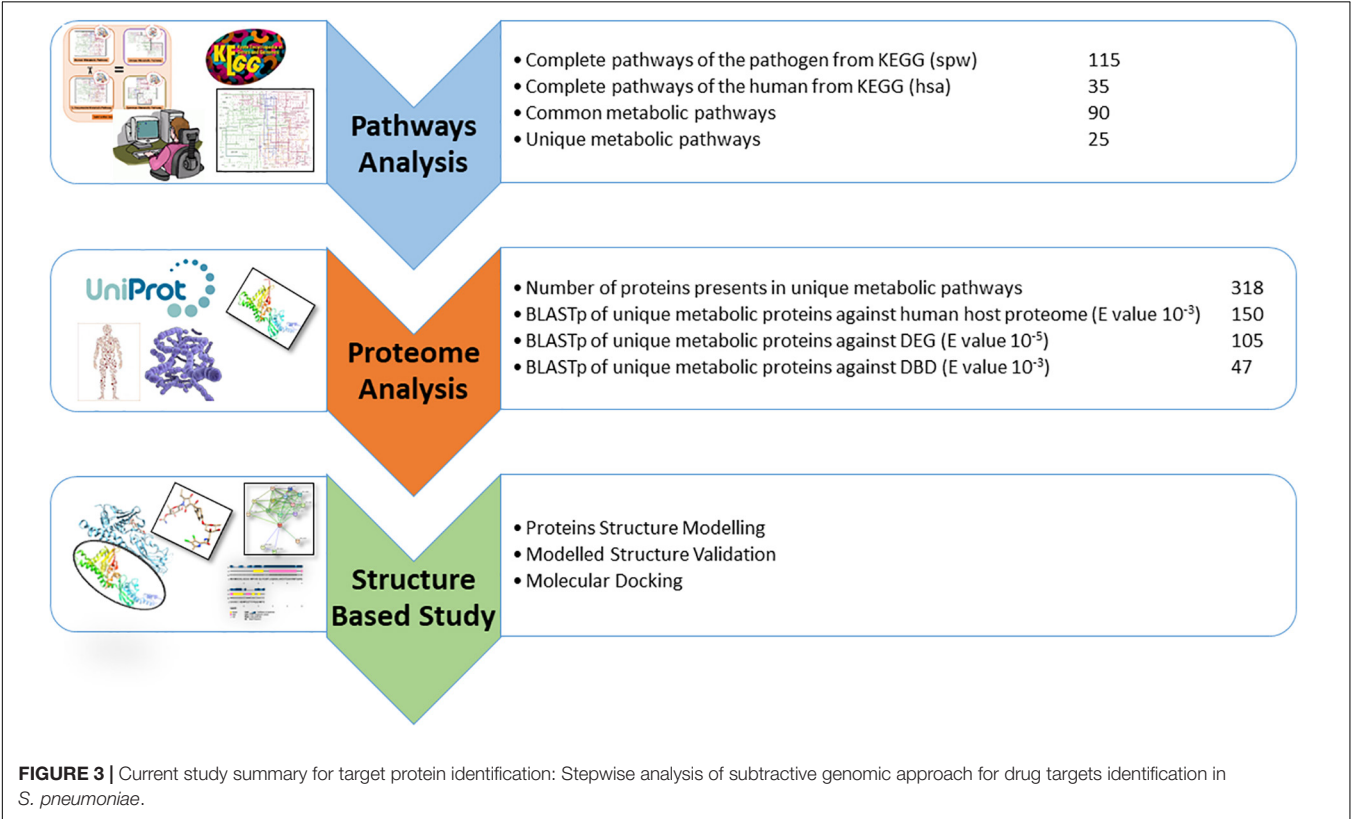 KEGG
Pathways
Analysis
• Complete pathways of the pathogen from KEGG (spw) 115
• Complete pathways of the human from KEGG (hsa) 35
• Common metabolic pathways 90
• Unique metabolic pathways 25
UniProt
Proteome
Analysis
• Number of proteins presents in unique metabolic pathways 318
• BLASTp of unique metabolic proteins against human host proteome (E value 10⁻³) 150
• BLASTp of unique metabolic proteins against DEG (E value 10⁻⁵) 105
• BLASTp of unique metabolic proteins against DBD (E value 10⁻³) 47
Structure
Based Study
• Proteins Structure Modelling
• Modelled Structure Validation
• Molecular Docking
FIGURE 3 | Current study summary for target protein identification: Stepwise analysis of subtractive genomic approach for drug targets identification in
S. pneumoniae.